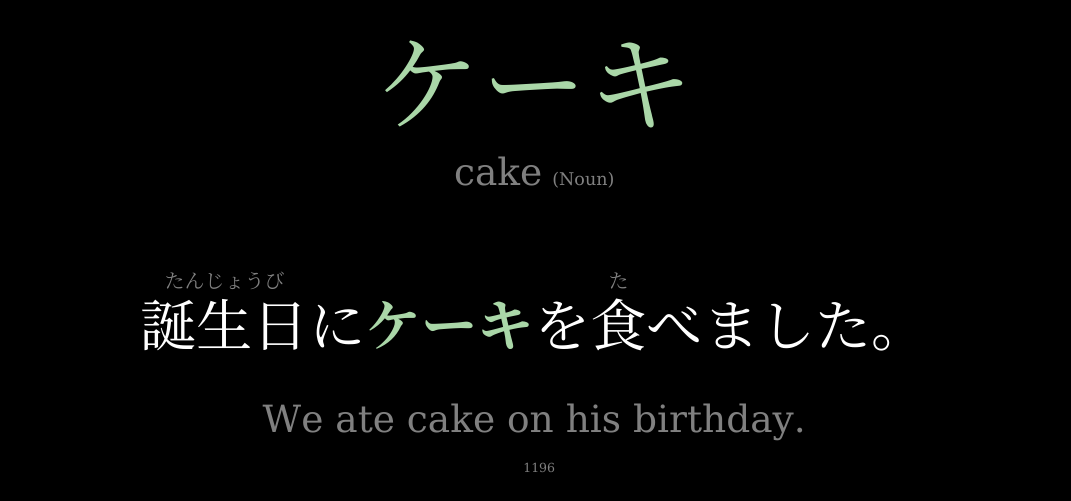 ケーキ
cake (Noun)
たんじょうび た
誕生日にケーキを食べました。
We ate cake on his birthday.
1196